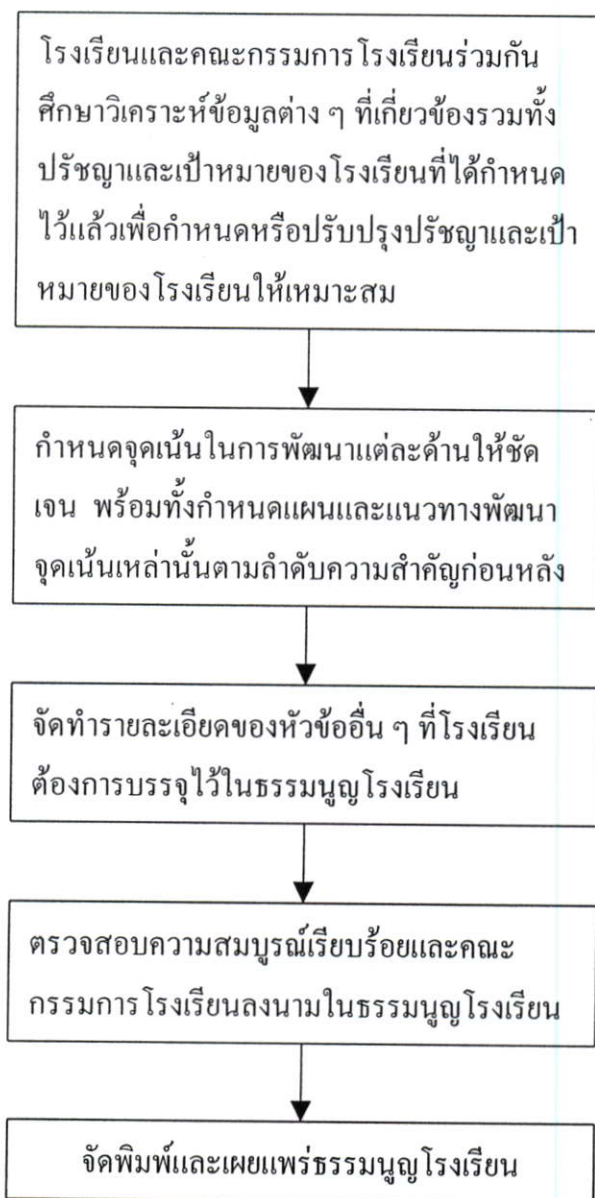 โรงเรียนและคณะกรรมการโรงเรียนร่วมกัน
ศึกษาวิเคราะห์ข้อมูลต่าง ๆ ที่เกี่ยวข้องรวมทั้ง
ปรัชญาและเป้าหมายของโรงเรียนที่ได้กำหนด
ไว้แล้วเพื่อกำหนดหรือปรับปรุงปรัชญาและเป้า
หมายของโรงเรียนให้เหมาะสม
กำหนดจุดเน้นในการพัฒนาแต่ละด้านให้ชัด
เจน พร้อมทั้งกำหนดแผนและแนวทางพัฒนา
จุดเน้นเหล่านั้นตามลำดับความสำคัญก่อนหลัง
จัดทำรายละเอียดของหัวข้ออื่น ๆ ที่โรงเรียน
ต้องการบรรจุไว้ในธรรมนูญโรงเรียน
ตรวจสอบความสมบูรณ์เรียบร้อยและคณะ
กรรมการโรงเรียนลงนามในธรรมนูญโรงเรียน
จัดพิมพ์และเผยแพร่ธรรมนูญโรงเรียน